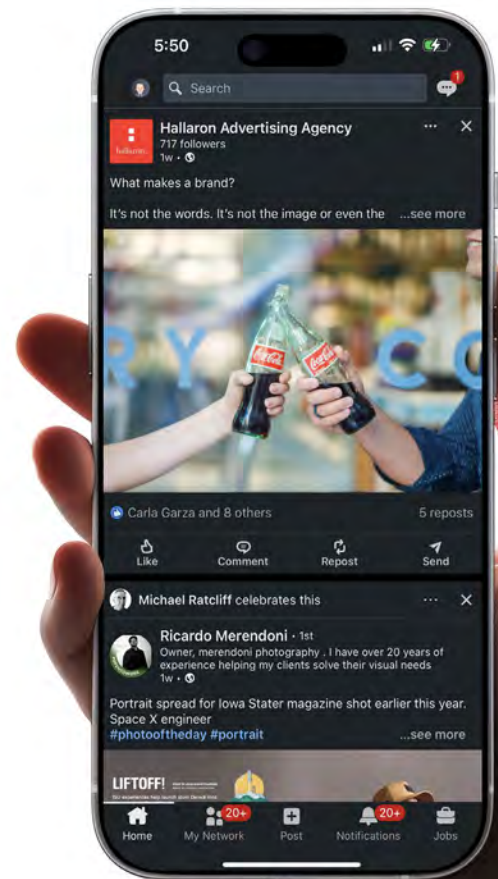 5:50
Search
1
Hallaron Advertising Agency
717 followers
1w •
hallaron
What makes a brand?
It's not the words. It's not the image or even the ...see more
RY CO
Coca-Cola Coca-Cola
Carla Garza and 8 others 5 reposts
Like Comment Repost Send
Michael Ratcliff celebrates this
Ricardo Merendoni • 1st
Owner, merendoni photography . I have over 20 years of
experience helping my clients solve their visual needs
1w •
Portrait spread for Iowa Stater magazine shot earlier this year.
Space X engineer
#photooftheday #portrait ...see more
LIFTOFF!
20+ 20+
Home My Network Post Notifications Jobs